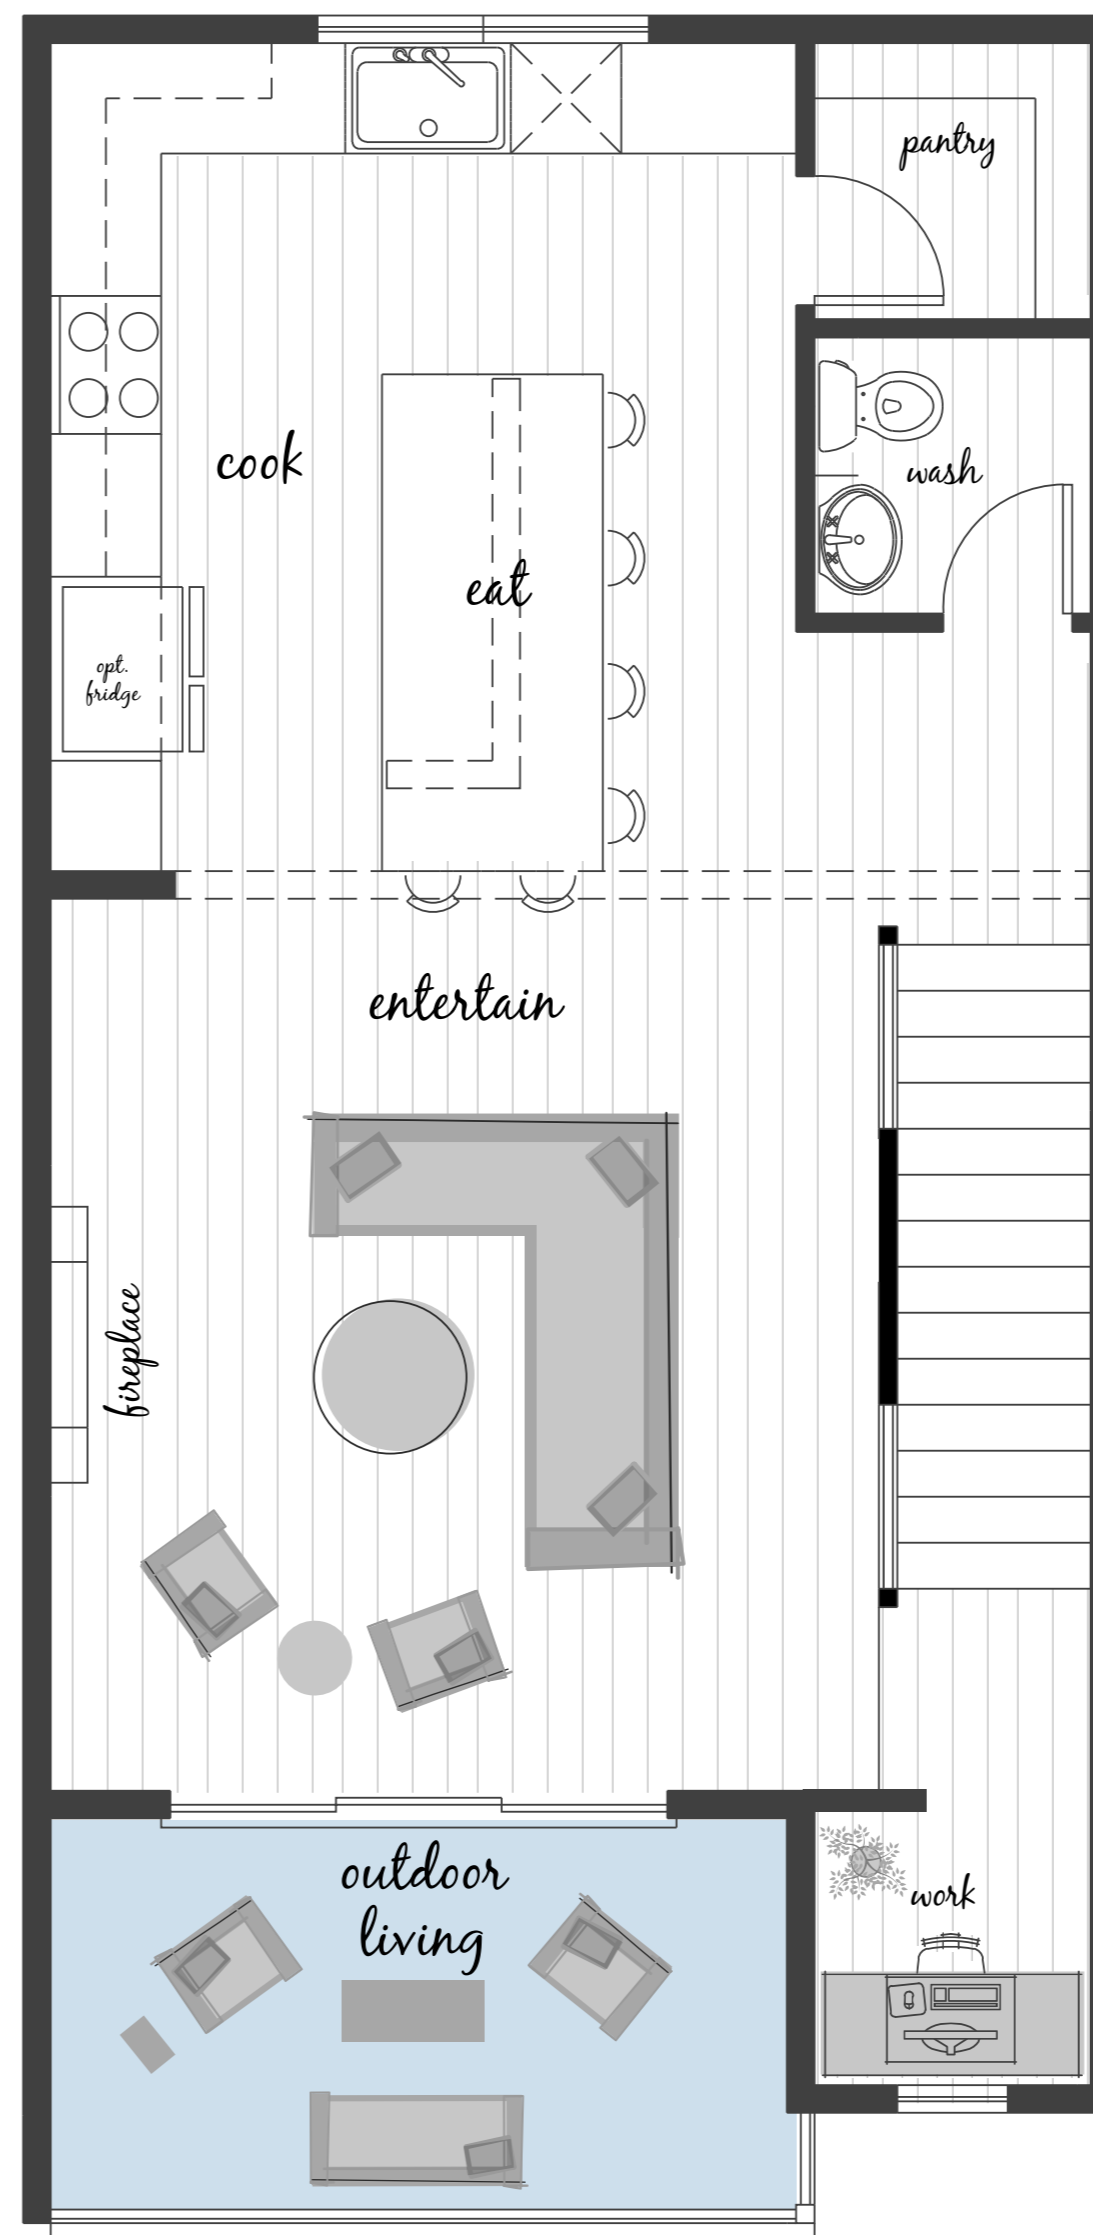 pantry
cook
wash
eat
opt.
fridge
entertain
fireplace
outdoor
living
work